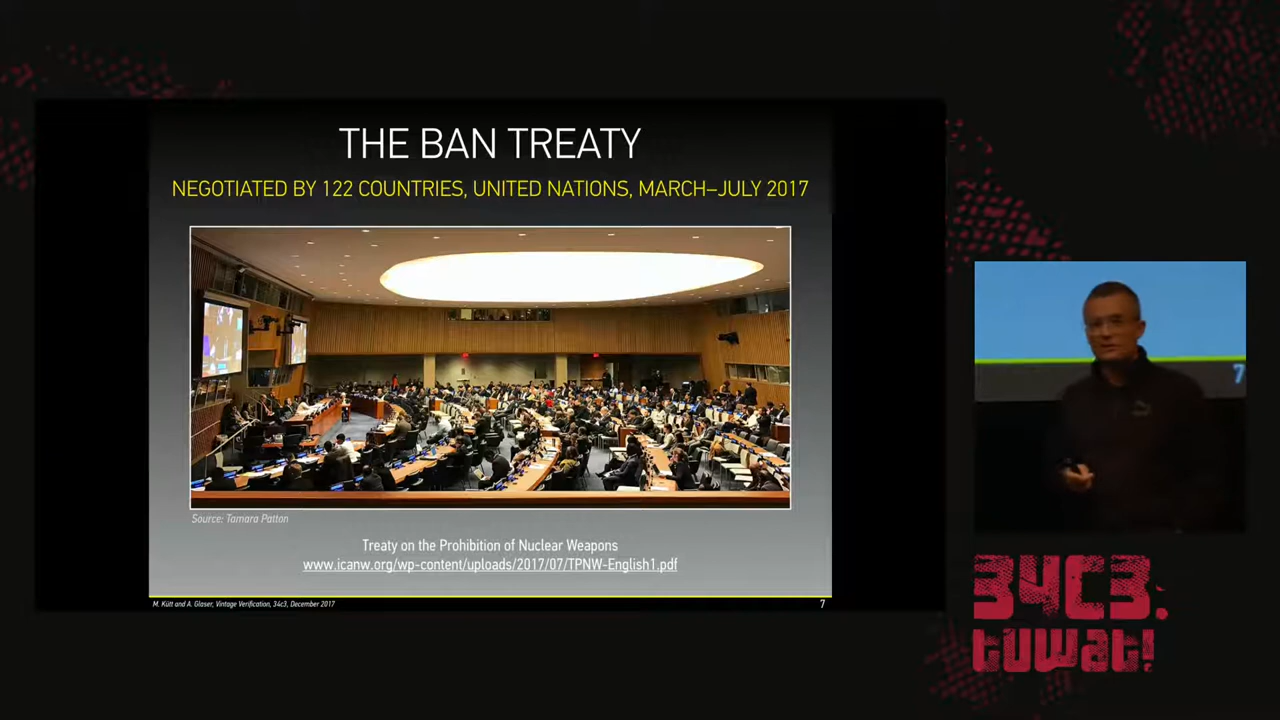 THE BAN TREATY
NEGOTIATED BY 122 COUNTRIES, UNITED NATIONS, MARCH–JULY 2017
Source: Tamara Patton
Treaty on the Prohibition of Nuclear Weapons
www.icanw.org/wp-content/uploads/2017/07/TPNW-English1.pdf
M. Kütt and A. Glaser, Vintage Verification, 34c3, December 2017
7
7
34C3:
tuwat!